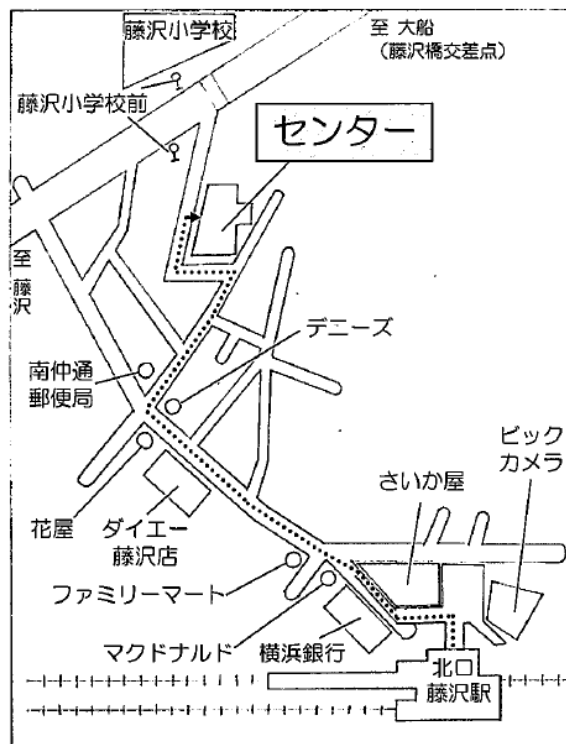 藤沢小学校
至 大船
(藤沢橋交差点)
藤沢小学校前
センター
至 藤沢
デニーズ
南仲通
郵便局
ビック
カメラ
さいか屋
花屋
ダイエー
藤沢店
ファミリーマート
マクドナルド
横浜銀行
北口
藤沢駅